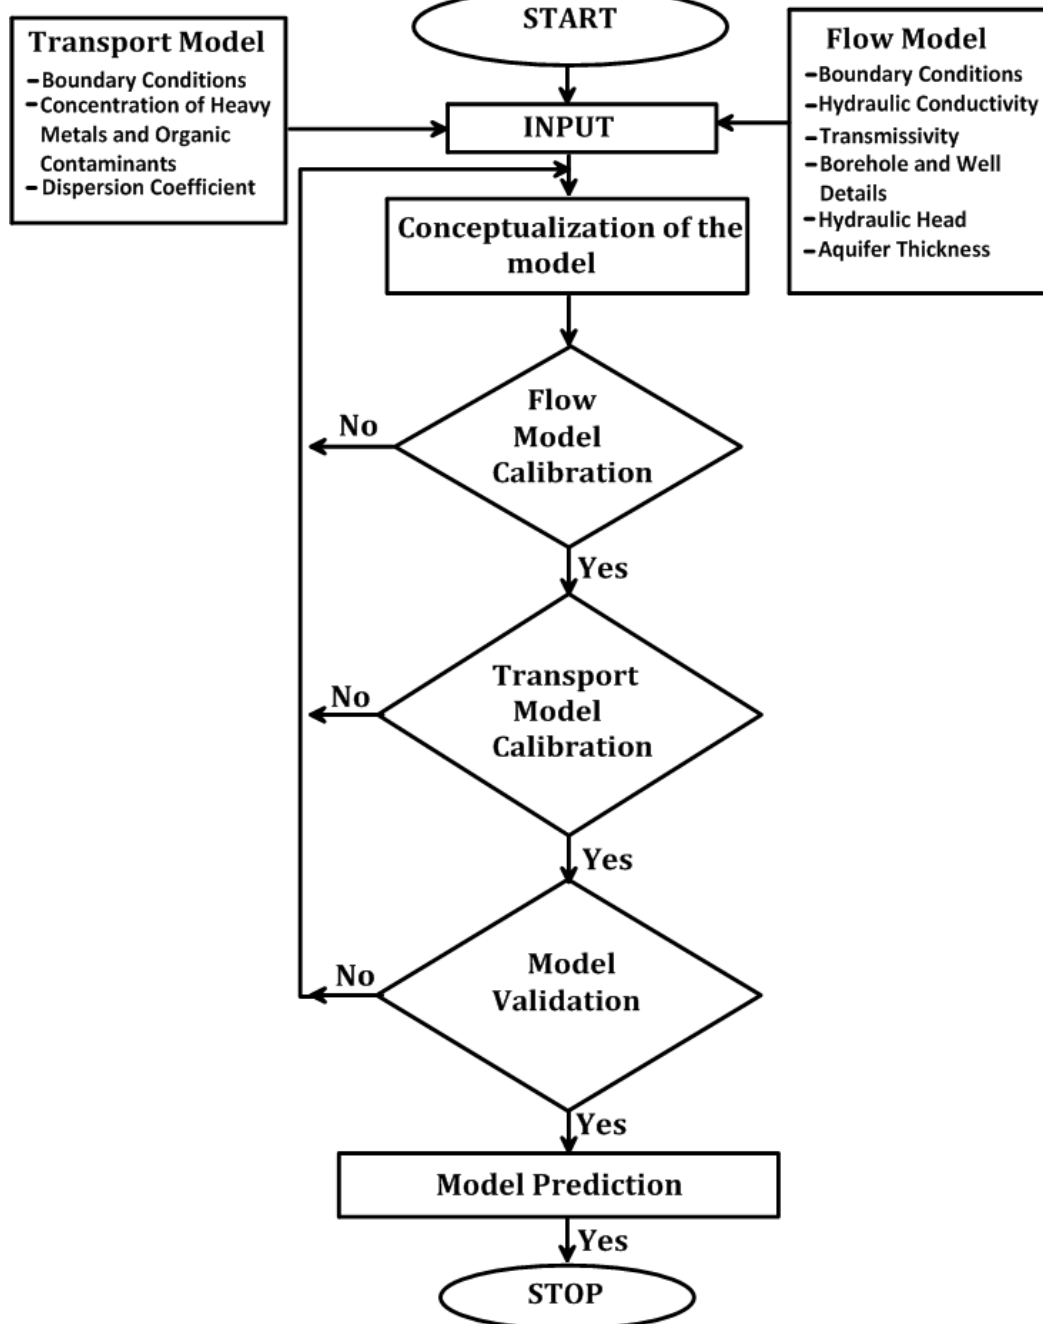 START
Transport Model
–Boundary Conditions
–Concentration of Heavy
Metals and Organic
Contaminants
– Dispersion Coefficient
Flow Model
–Boundary Conditions
–Hydraulic Conductivity
–Transmissivity
–Borehole and Well
Details
–Hydraulic Head
–Aquifer Thickness
INPUT
Conceptualization of the
model
Flow
Model
Calibration
No
Yes
Transport
Model
Calibration
No
Yes
Model
Validation
No
Yes
Model Prediction
Yes
STOP